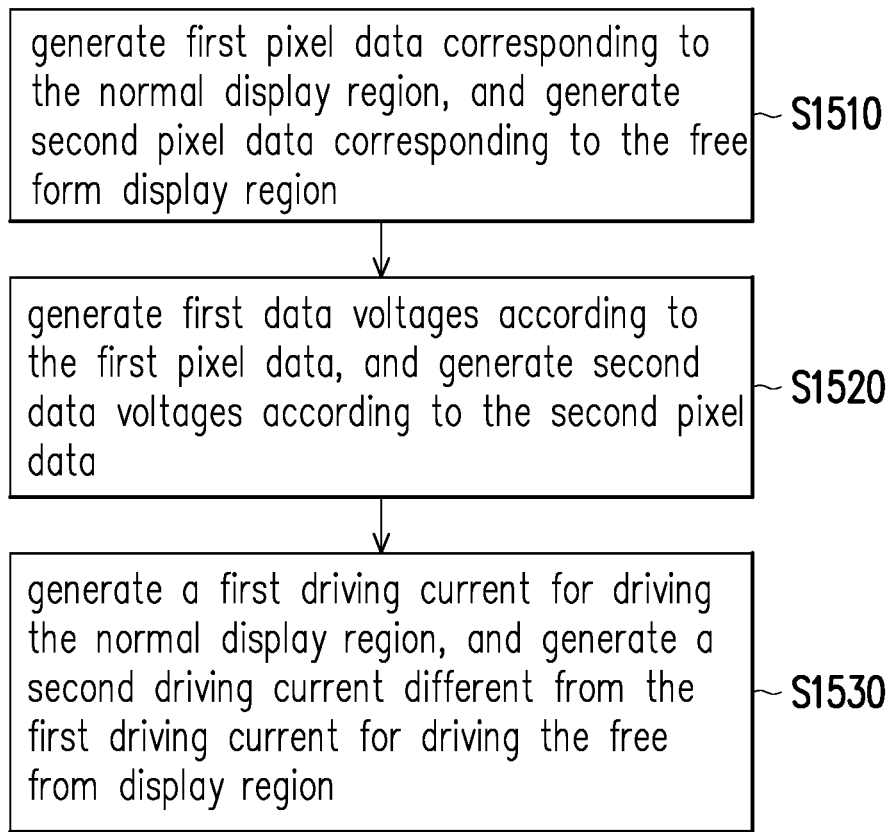 generate first pixel data corresponding to
the normal display region, and generate
second pixel data corresponding to the free
form display region
S1510
generate first data voltages according to
the first pixel data, and generate second
data voltages according to the second pixel
data
S1520
generate a first driving current for driving
the normal display region, and generate a
second driving current different from the
first driving current for driving the free
from display region
S1530